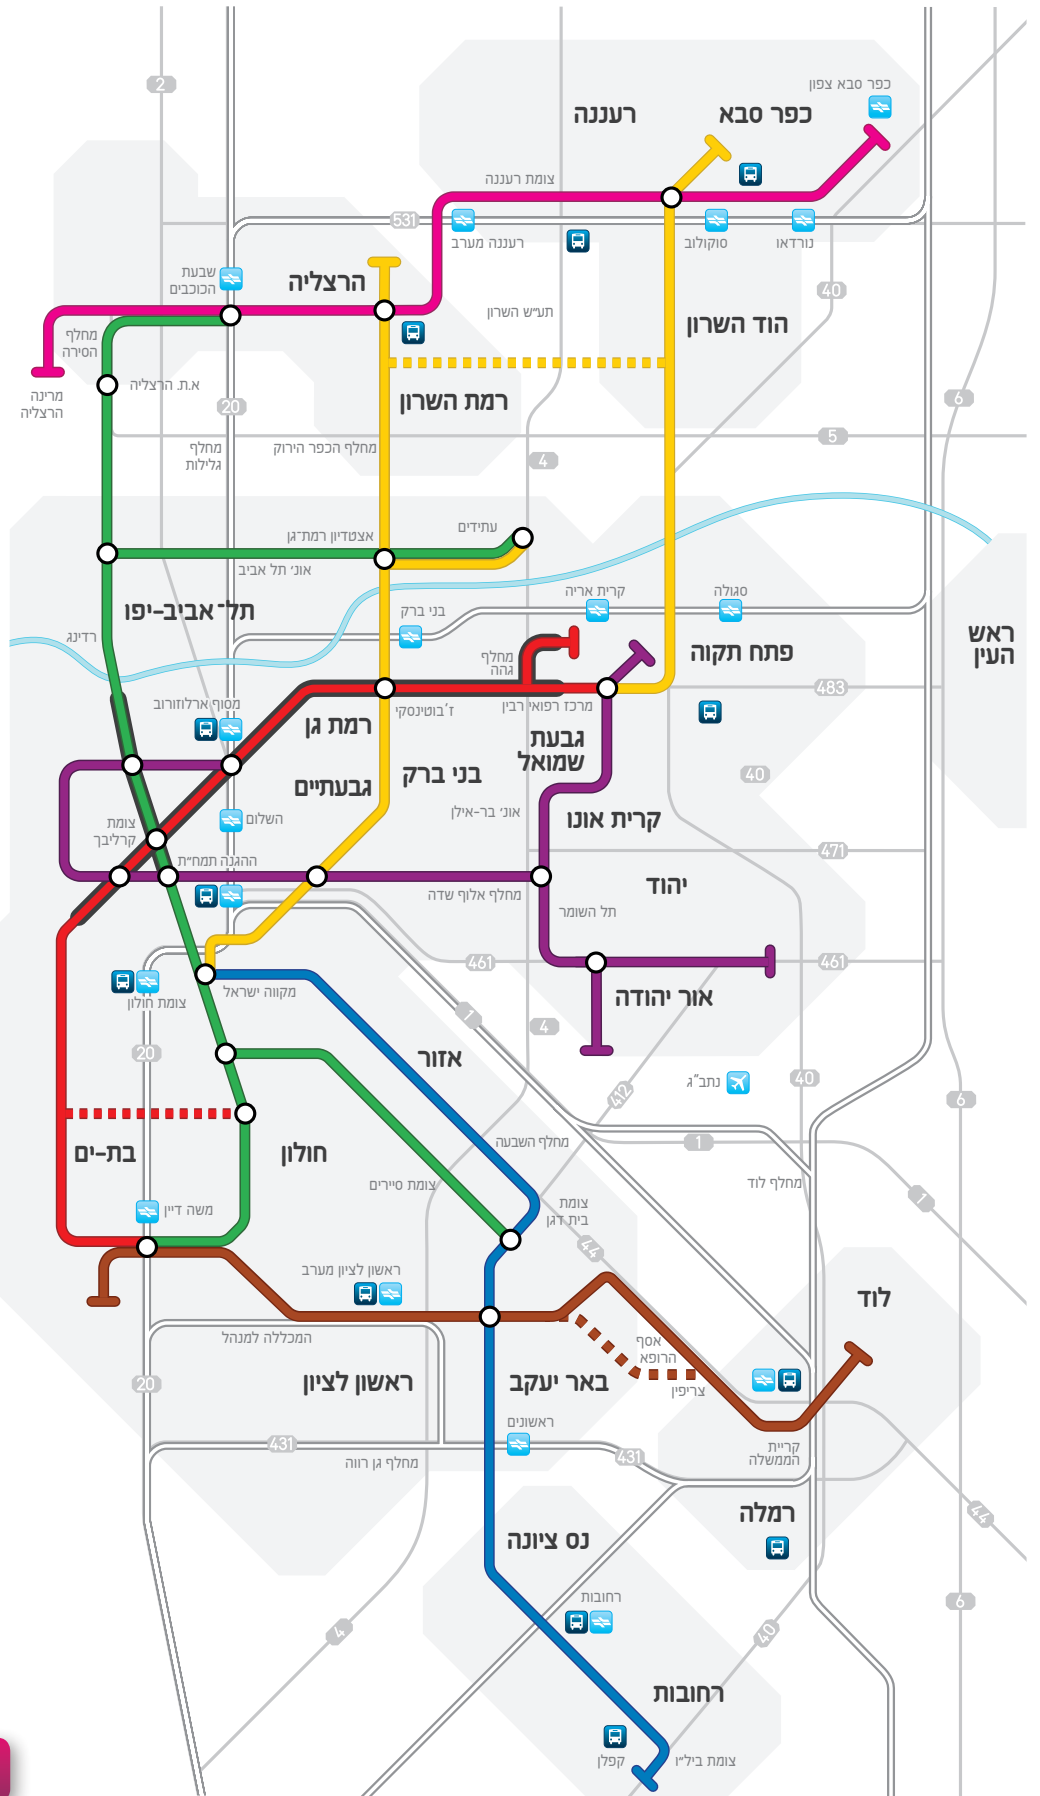 כפר סבא צפון
2
רעננה
כפר סבא
צומת רעננה
531
רעננה מערב
סוקולוב
נורדאו
שבעת
הכוכבים
הרצליה
40
תע״ש השרון
הוד השרון
מחלף
הסירה
א.ת. הרצליה
מרינה
הרצליה
20
רמת השרון
6
5
מחלף
גלילות
מחלף הכפר הירוק
4
עתידים
אצטדיון רמת־גן
אונ׳ תל אביב
קרית אריה
סגולה
תל־אביב-יפו
בני ברק
רדינג
ראש
העין
פתח תקוה
מחלף
גהה
483
מסוף ארלוזורוב
ז׳בוטינסקי
מרכז רפואי רבין
רמת גן
גבעת
שמואל
בני ברק
40
גבעתיים
אונ׳ בר-אילן
קרית אונו
השלום
צומת
קרליבך
471
ההגנה תמח״ת
מחלף אלוף שדה
יהוד
תל השומר
461
461
צומת חולון
מקווה ישראל
אור יהודה
1
4
20
אזור
נתב״ג
40
412
6
בת-ים
חולון
מחלף השבעה
1
צומת סיירים
מחלף לוד
1
משה דיין
צומת
בית דגן
44
ראשון לציון מערב
לוד
המכללה למנהל
אסף
הרופא
צריפין
20
ראשון לציון
באר יעקב
ראשונים
431
431
מחלף גן רווה
קריית
הממשלה
רמלה
44
נס ציונה
רחובות
6
4
40
רחובות
קפלן
צומת ביל״ו